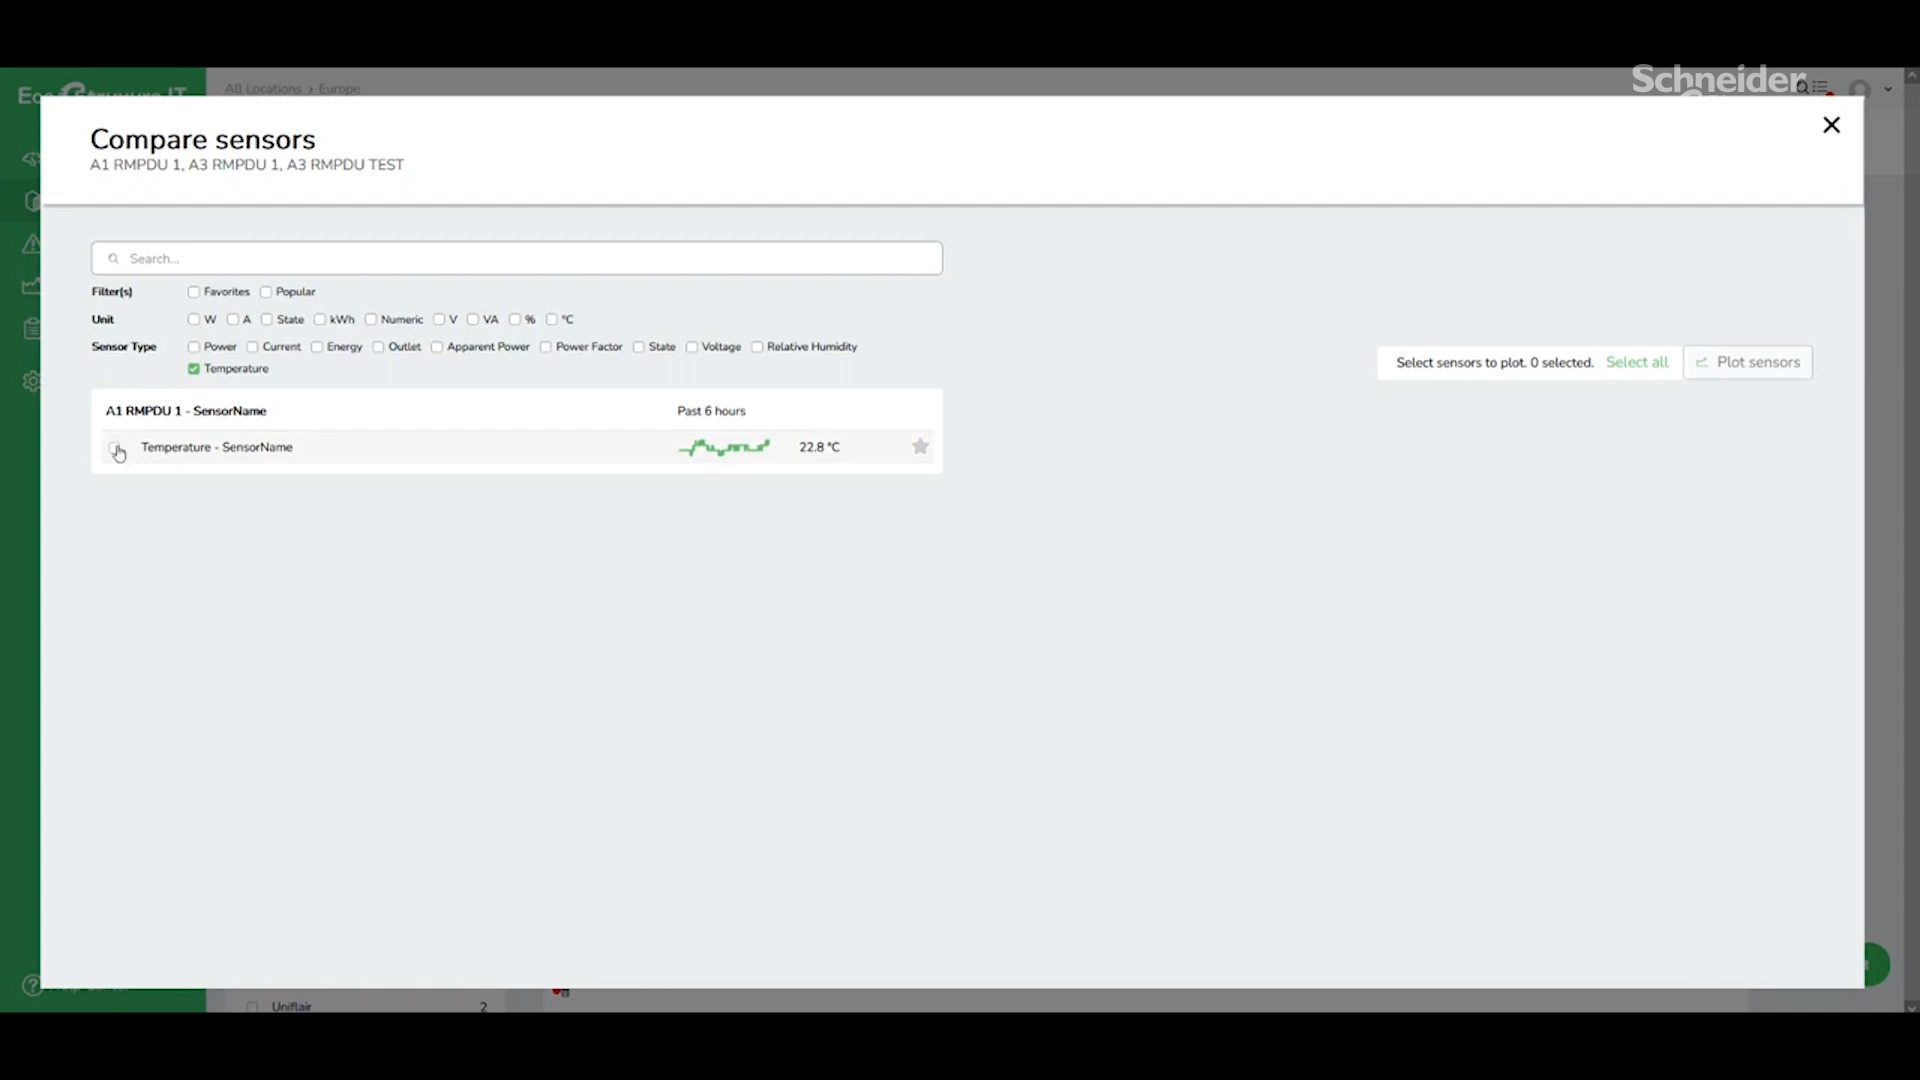 Schneider
All Locations > Europe
Compare sensors
A1 RMPDU 1, A3 RMPDU 1, A3 RMPDU TEST
Search...
Filter(s) Favorites Popular
Unit W A State kWh Numeric V VA % °C
Sensor Type Power Current Energy Outlet Apparent Power Power Factor State Voltage Relative Humidity
Temperature
Select sensors to plot. 0 selected. Select all Plot sensors
A1 RMPDU 1 - SensorName Past 6 hours
Temperature - SensorName 22.8 °C
Uniflair 2